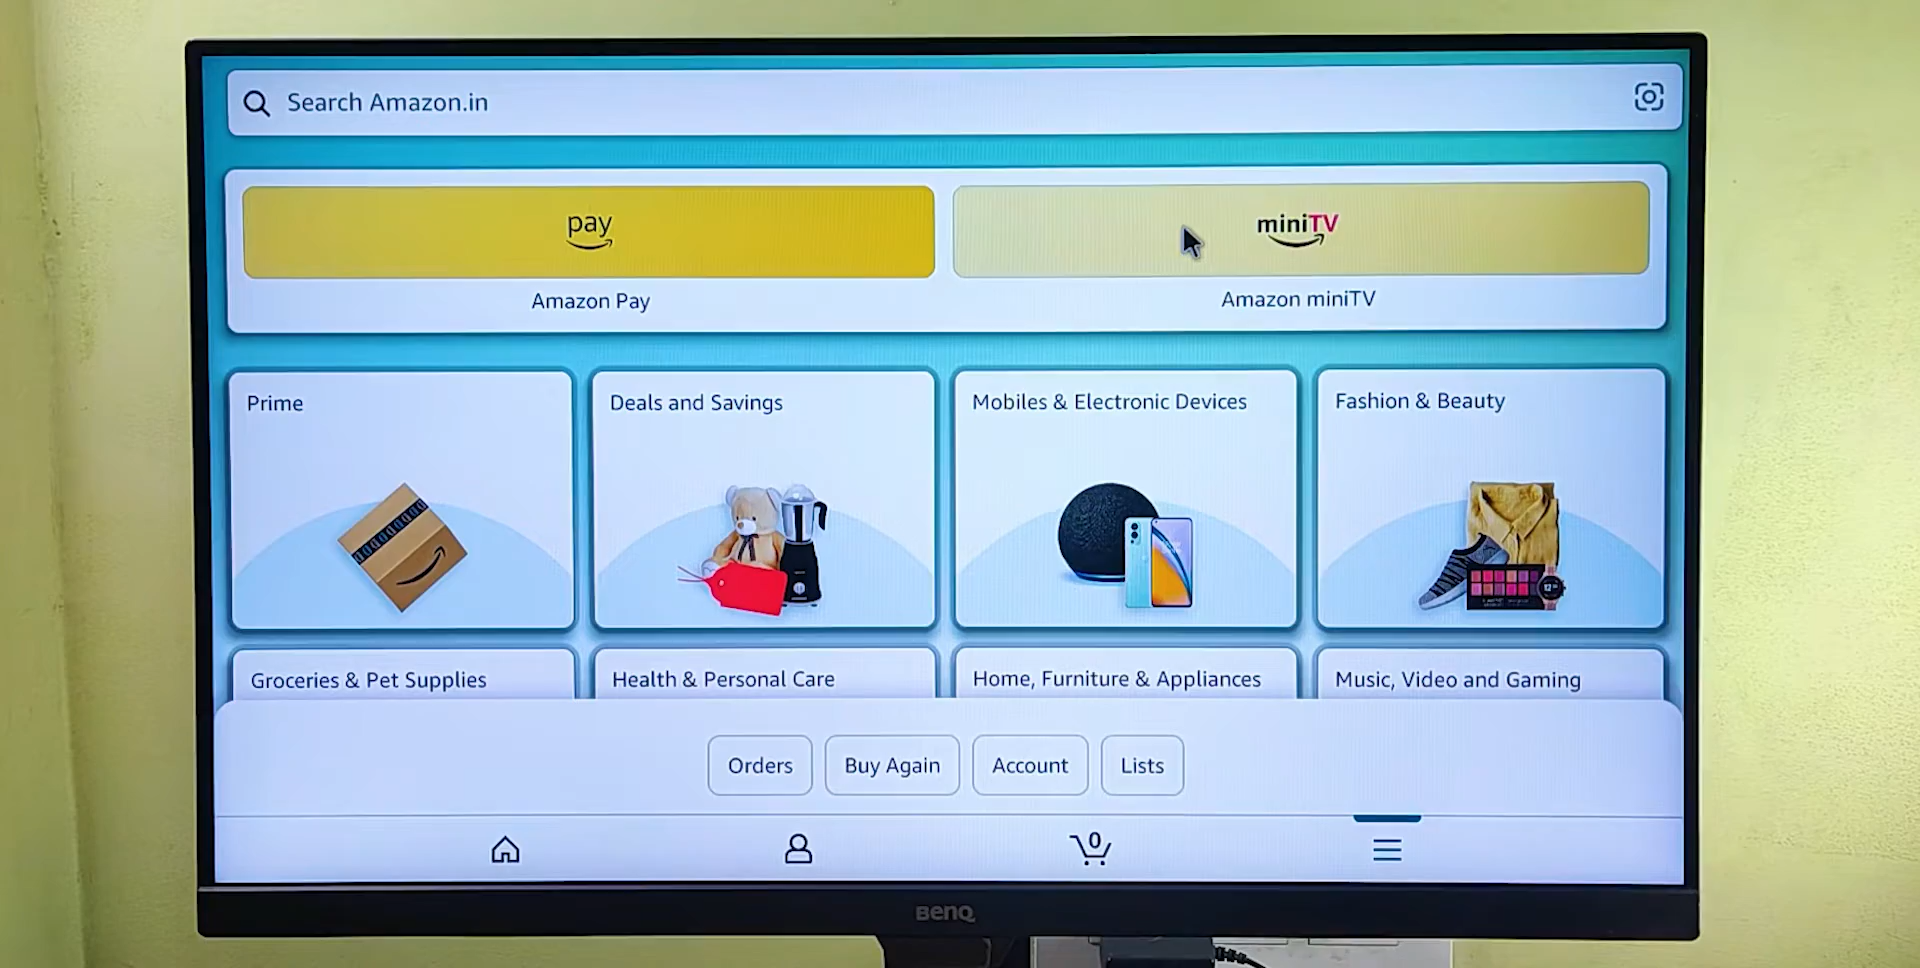 Search Amazon.in
pay
miniTV
Amazon Pay
Amazon miniTV
Prime
Deals and Savings
Mobiles & Electronic Devices
Fashion & Beauty
Groceries & Pet Supplies
Health & Personal Care
Home, Furniture & Appliances
Music, Video and Gaming
Orders
Buy Again
Account
Lists
0
BenQ